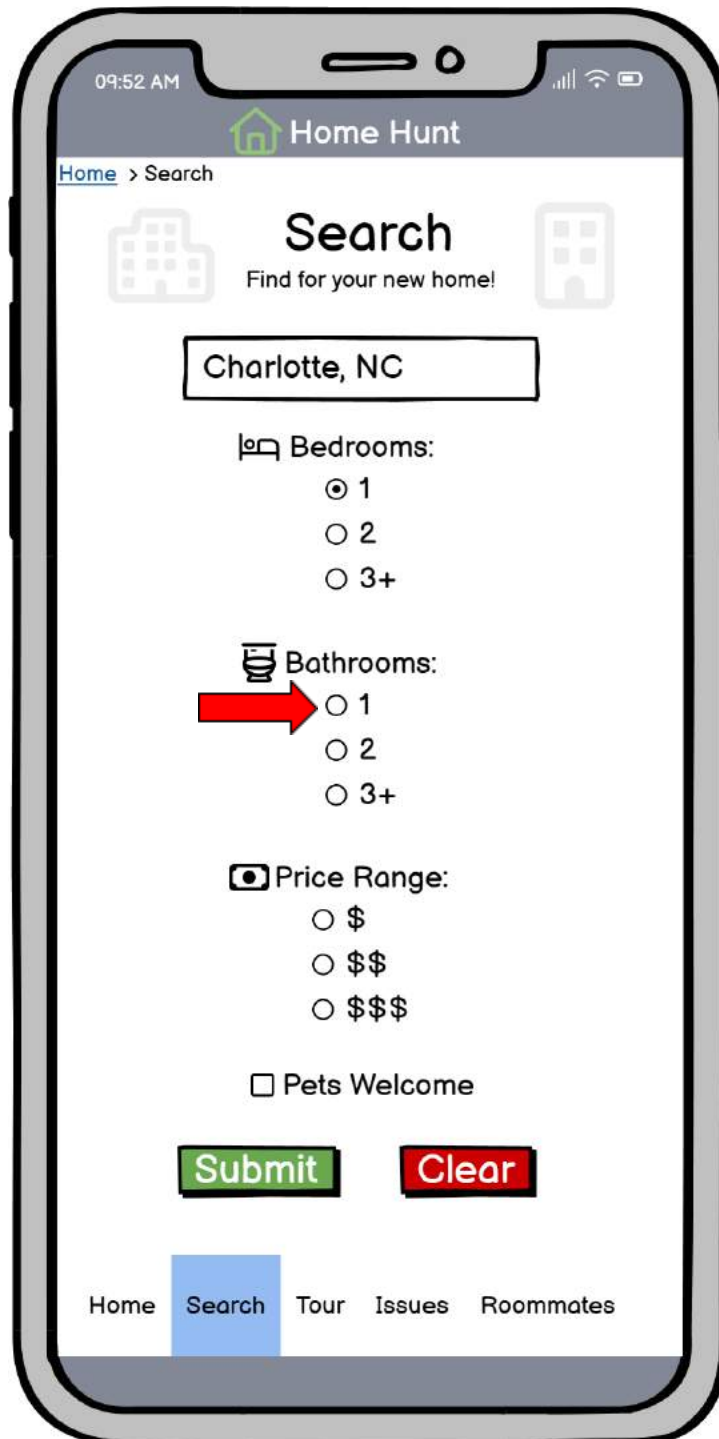 09:52 AM
Home Hunt
Home > Search
Search
Find for your new home!
Charlotte, NC
Bedrooms:
1
2
3+
Bathrooms:
1
2
3+
Price Range:
$
$$
$$$
Pets Welcome
Submit Clear
Home Search Tour Issues Roommates